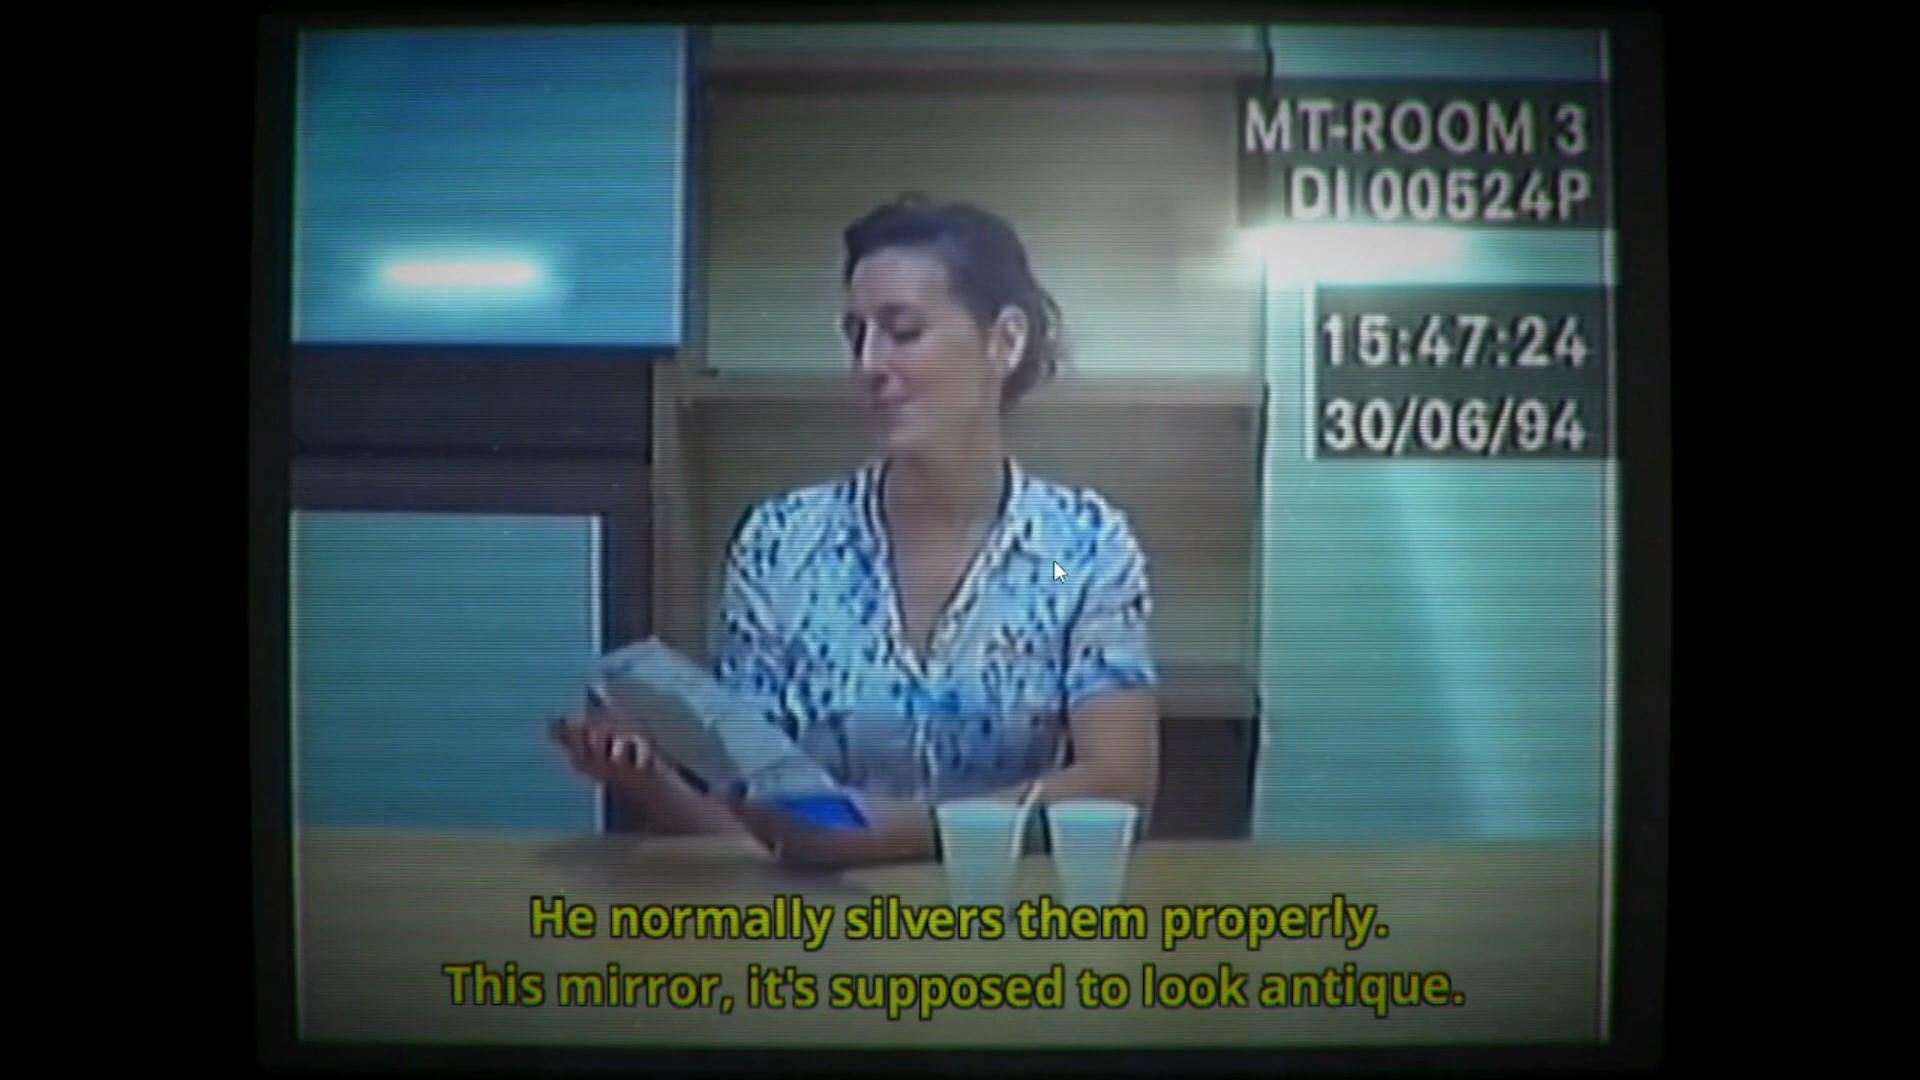 MT-ROOM 3
DI 00524P
15:47:24
30/06/94
He normally silvers them properly.
This mirror, it's supposed to look antique.